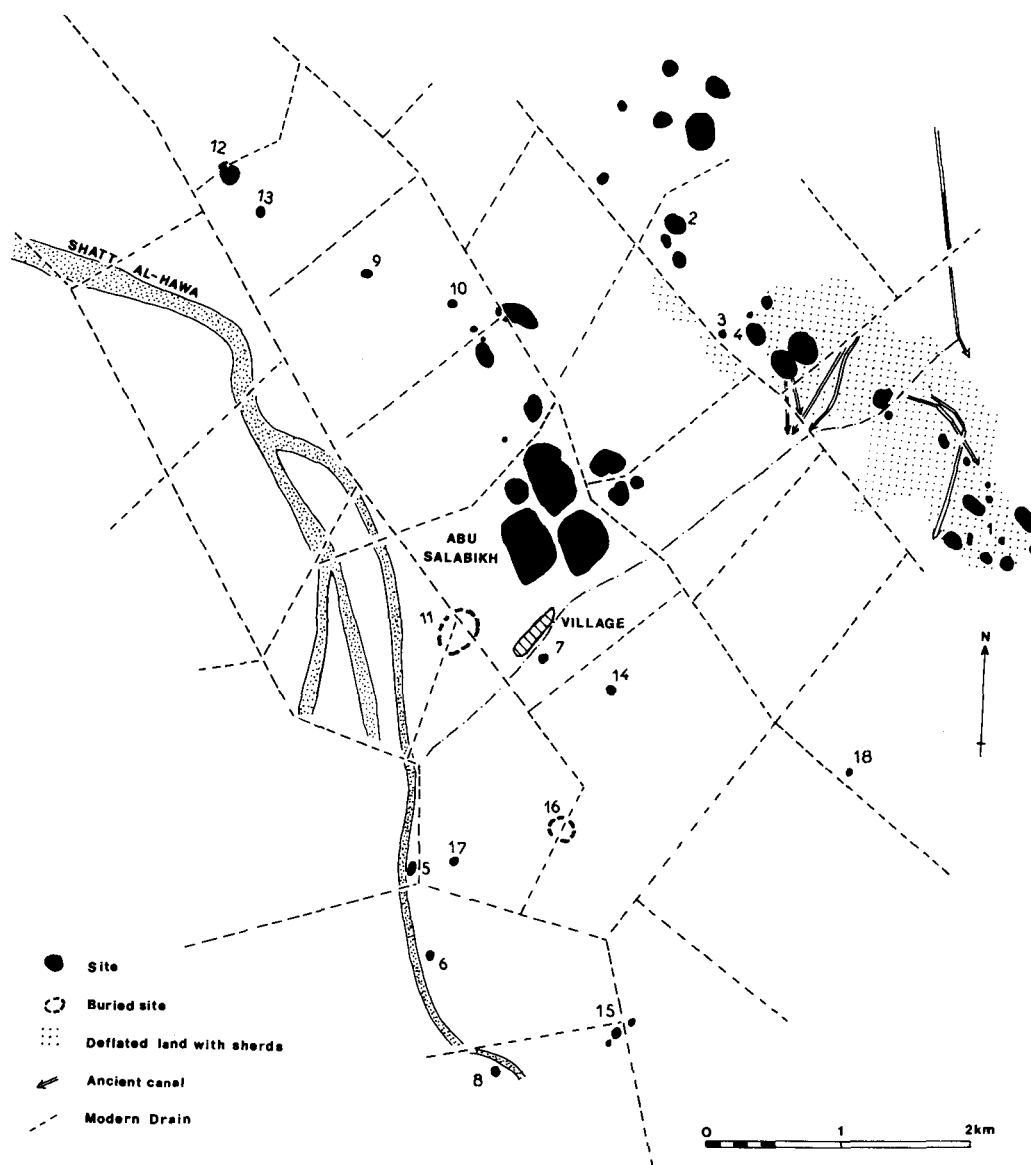 12
13
2
SHATT AL-HAWA
9
10
3
4
1
ABU
SALABIKH
11
VILLAGE
7
14
N
18
16
17
5
6
15
8
Site
Buried site
Deflated land with sherds
Ancient canal
Modern Drain
0 1 2km